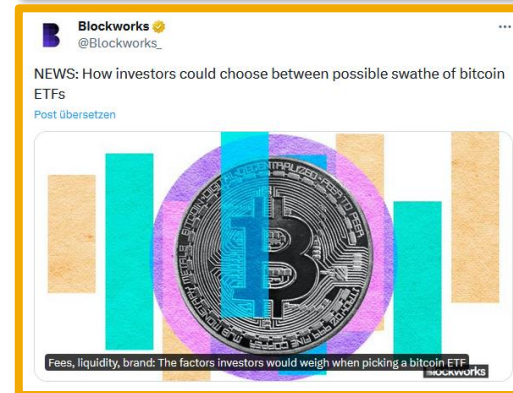 Blockworks
@Blockworks_
NEWS: How investors could choose between possible swathe of bitcoin
ETFs
Post übersetzen
Fees, liquidity, brand: The factors investors would weigh when picking a bitcoin ETF
Blockworks